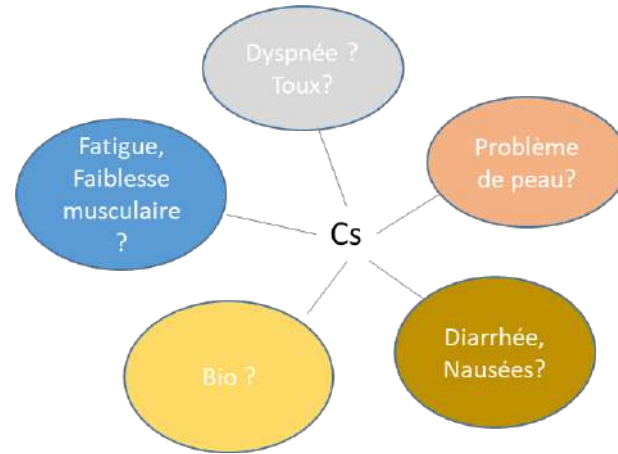 Dyspnée ?
Toux?
Problème
de peau?
Fatigue,
Faiblesse
musculaire
?
Cs
Diarrhée,
Nausées?
Bio ?